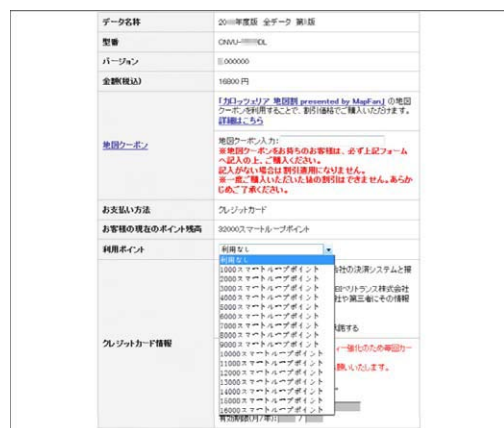 データ名称
20 年度版 全データ 第 版
型番
CNVU- DL
バージョン
.000000
金額(税込)
16800 円
「カロッツェリア 地図割 presented by MapFan」の地図
クーポンを利用することで、割引価格でご購入いただけます。
詳細はこちら
地図クーポン
地図クーポン入力:
※地図クーポンをお持ちのお客様は、必ず上記フォーム
へ記入の上、ご購入ください。
記入がない場合は割引適用になりません。
※一度ご購入いただいた後の割引はできません。あらか
じめご了承ください。
お支払い方法
クレジットカード
お客様の現在のポイント残高
32000スマートループポイント
利用ポイント
利用なし
利用なし
1000スマートループポイント
2000スマートループポイント
3000スマートループポイント
4000スマートループポイント
5000スマートループポイント
6000スマートループポイント
7000スマートループポイント
8000スマートループポイント
9000スマートループポイント
10000スマートループポイント
11000スマートループポイント
12000スマートループポイント
13000スマートループポイント
14000スマートループポイント
15000スマートループポイント
16000スマートループポイント
クレジットカード情報
会社の決済システムと接
ベリトランス株式会社
社や第三者にその情報
する
ィー強化のため毎回カー
願いいたします。
有効期限(月/年):
/